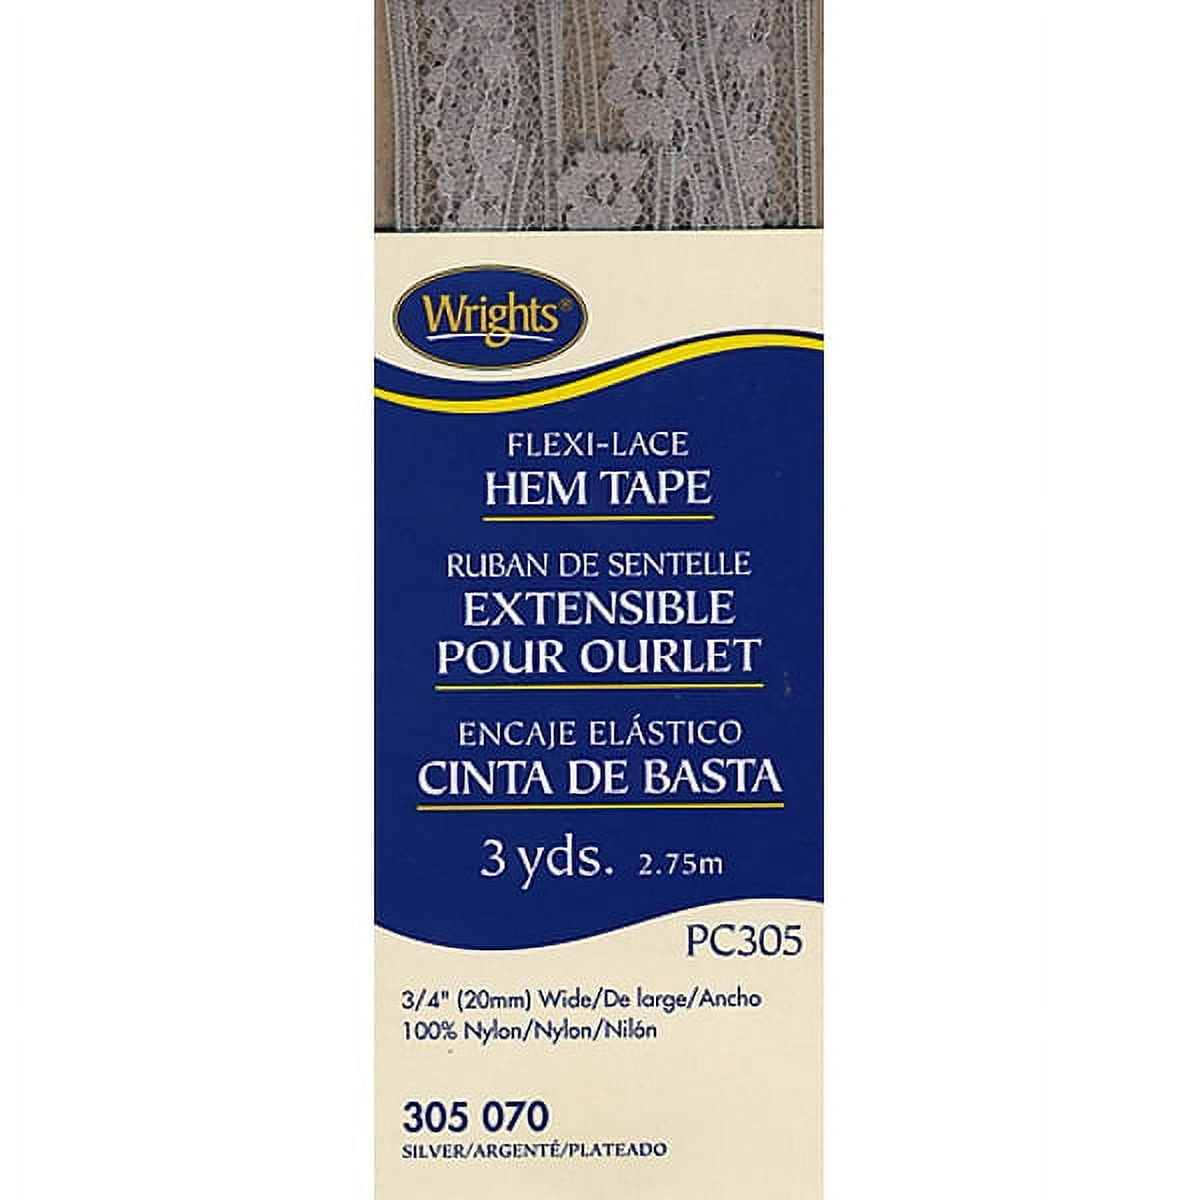 Wrights®
FLEXI-LACE
HEM TAPE
RUBAN DE SENTELLE
EXTENSIBLE
POUR OURLET
ENCAJE ELÁSTICO
CINTA DE BASTA
3 yds. 2.75m
PC305
3/4" (20mm) Wide/De large/Ancho
100% Nylon/Nylon/Nilón
305 070
SILVER/ARGENTÉ/PLATEADO